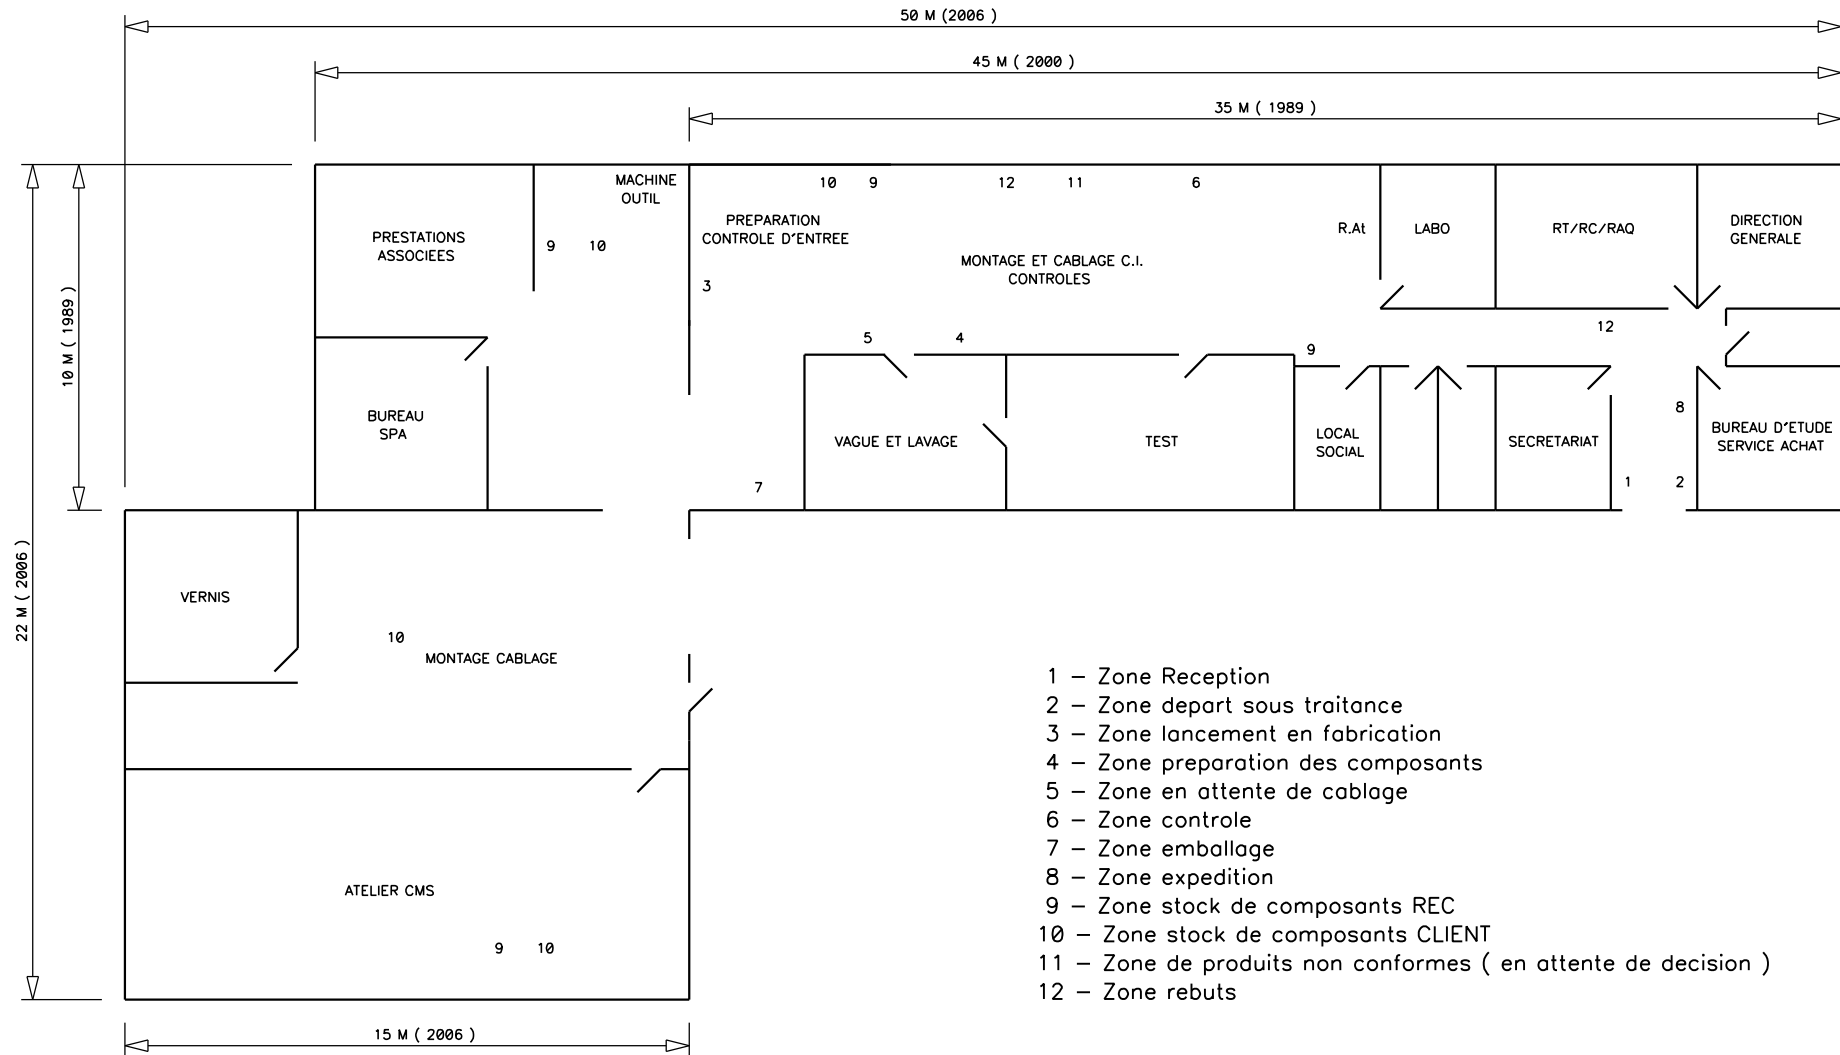 50 M (2006 )
45 M ( 2000 )
35 M ( 1989 )
10 M ( 1989 )
22 M ( 2006 )
MACHINE
OUTIL
10 9 12 11 6
PREPARATION
CONTROLE D'ENTREE
PRESTATIONS
ASSOCIEES
9 10
MONTAGE ET CABLAGE C.I.
CONTROLES
R.At
LABO
RT/RC/RAQ
DIRECTION
GENERALE
3
5
4
9
12
BUREAU
SPA
VAGUE ET LAVAGE
TEST
LOCAL
SOCIAL
SECRETARIAT
8
BUREAU D'ETUDE
SERVICE ACHAT
7
1
2
VERNIS
10
MONTAGE CABLAGE
ATELIER CMS
9 10
15 M ( 2006 )
1 - Zone Reception
2 - Zone depart sous traitance
3 - Zone lancement en fabrication
4 - Zone preparation des composants
5 - Zone en attente de cablage
6 - Zone controle
7 - Zone emballage
8 - Zone expedition
9 - Zone stock de composants REC
10 - Zone stock de composants CLIENT
11 - Zone de produits non conformes ( en attente de decision )
12 - Zone rebuts